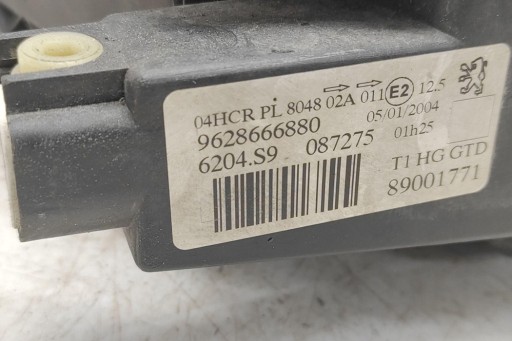 04HCR PL 8048 02A 011 E2 12.5
9628666880 05/01/2004
6204.S9 087275 01h25
T1 HG GTD
89001771